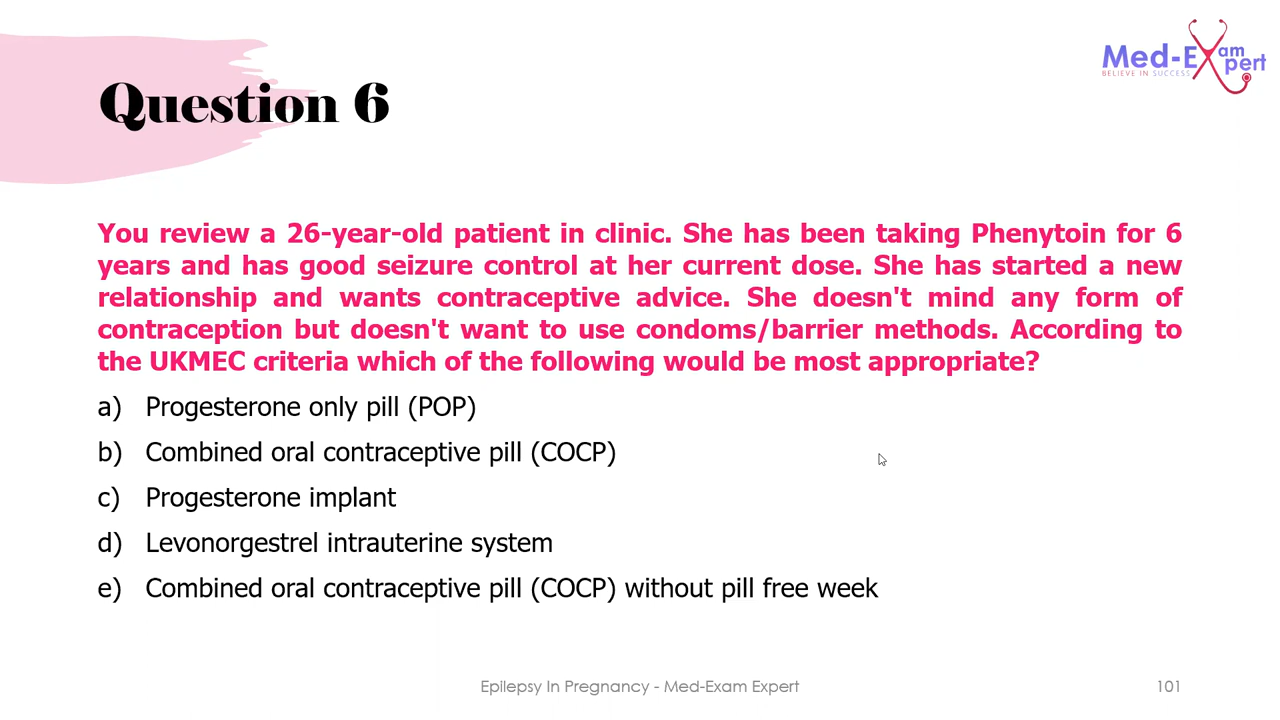 Med-Exam
xpert
BELIEVE IN SUCCESS
Question 6
You review a 26-year-old patient in clinic. She has been taking Phenytoin for 6
years and has good seizure control at her current dose. She has started a new
relationship and wants contraceptive advice. She doesn't mind any form of
contraception but doesn't want to use condoms/barrier methods. According to
the UKMEC criteria which of the following would be most appropriate?
a) Progesterone only pill (POP)
b) Combined oral contraceptive pill (COCP)
c) Progesterone implant
d) Levonorgestrel intrauterine system
e) Combined oral contraceptive pill (COCP) without pill free week
Epilepsy In Pregnancy - Med-Exam Expert
101